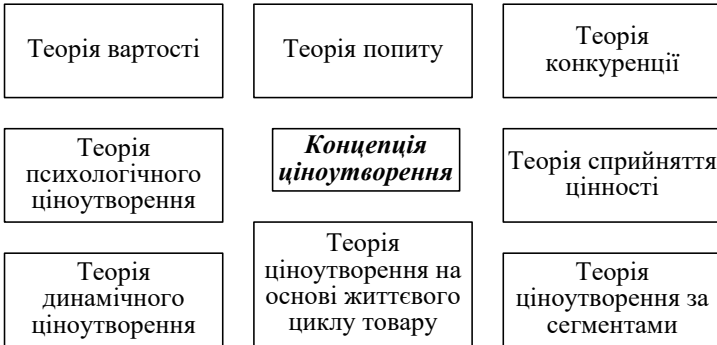 Теорія вартості
Теорія попиту
Теорія
конкуренції
Теорія
психологічного
ціноутворення
Концепція
ціноутворення
Теорія сприйняття
цінності
Теорія
динамічного
ціноутворення
Теорія
ціноутворення на
основі життєвого
циклу товару
Теорія
ціноутворення за
сегментами